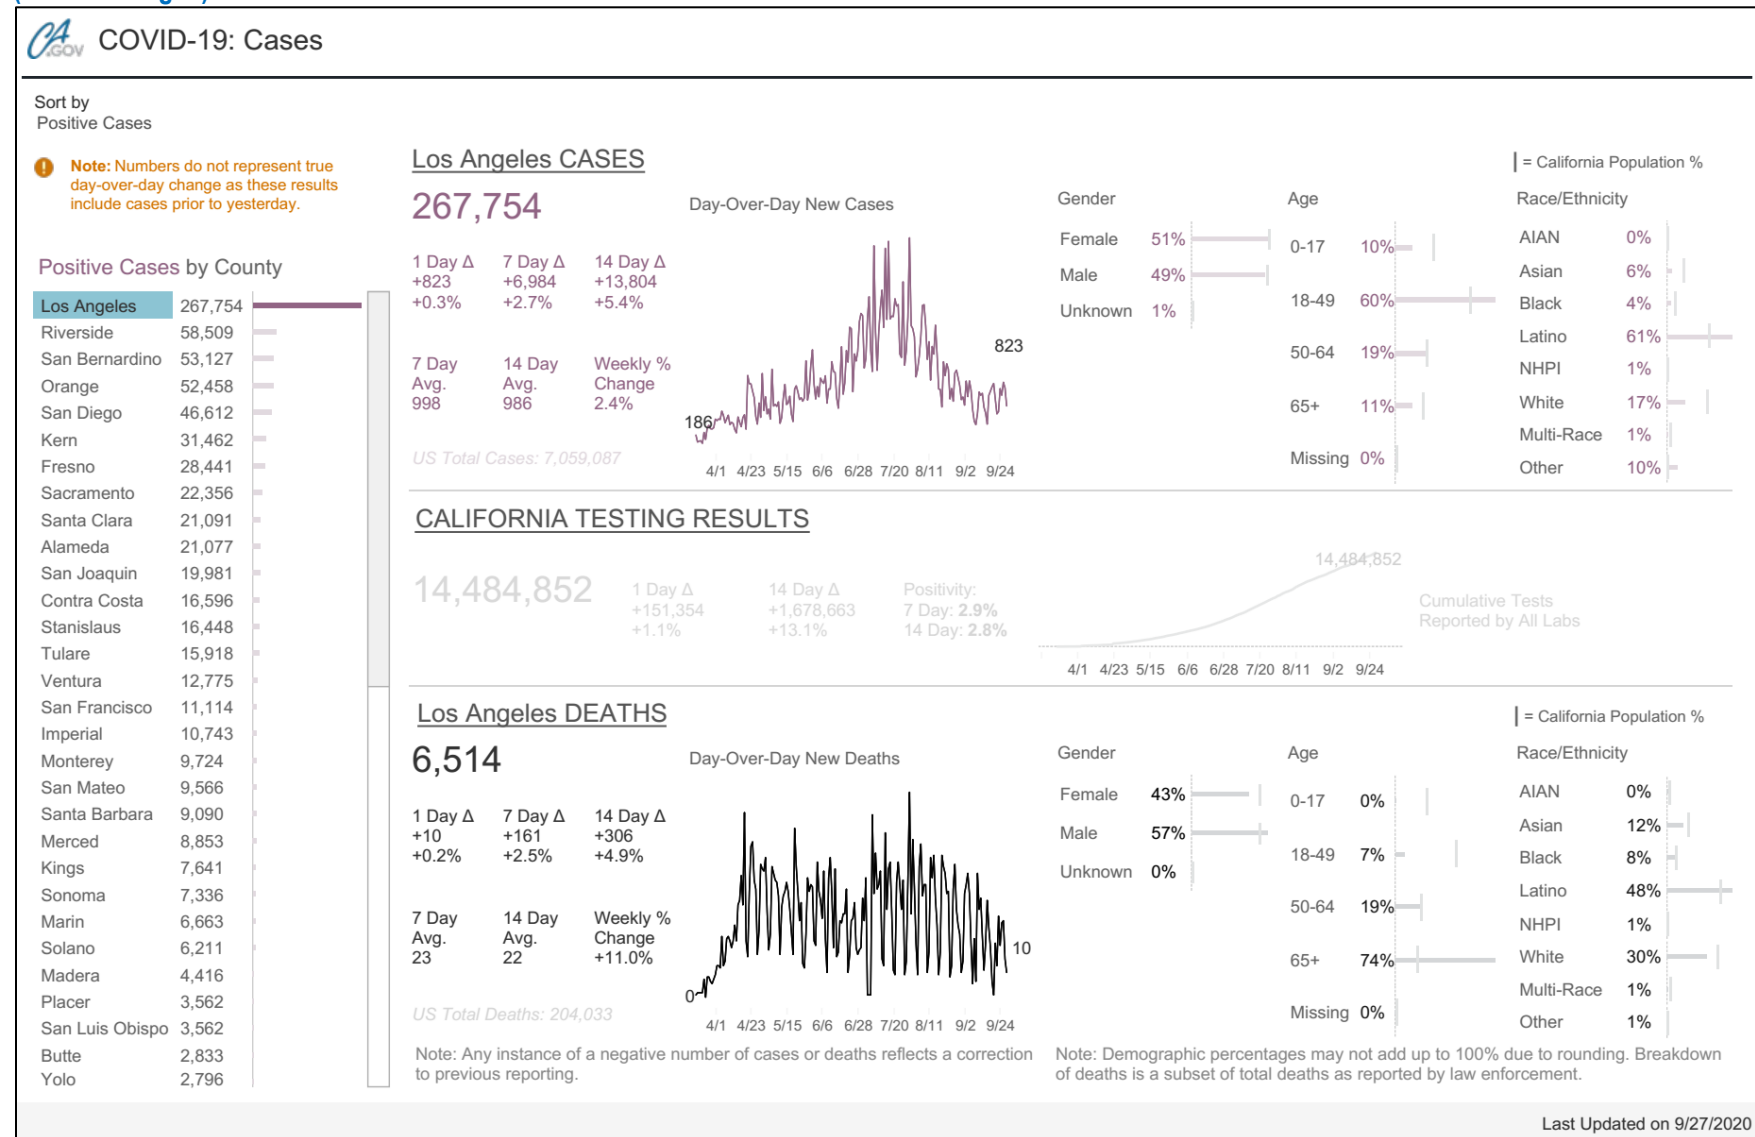 CA
.GOV
COVID-19: Cases
Sort by
Positive Cases
Note: Numbers do not represent true
day-over-day change as these results
include cases prior to yesterday.
Positive Cases by County
Los Angeles 267,754
Riverside 58,509
San Bernardino 53,127
Orange 52,458
San Diego 46,612
Kern 31,462
Fresno 28,441
Sacramento 22,356
Santa Clara 21,091
Alameda 21,077
San Joaquin 19,981
Contra Costa 16,596
Stanislaus 16,448
Tulare 15,918
Ventura 12,775
San Francisco 11,114
Imperial 10,743
Monterey 9,724
San Mateo 9,566
Santa Barbara 9,090
Merced 8,853
Kings 7,641
Sonoma 7,336
Marin 6,663
Solano 6,211
Madera 4,416
Placer 3,562
San Luis Obispo 3,562
Butte 2,833
Yolo 2,796
Los Angeles CASES
267,754
1 Day Δ 7 Day Δ 14 Day Δ
+823 +6,984 +13,804
+0.3% +2.7% +5.4%
7 Day 14 Day Weekly %
Avg. Avg. Change
998 986 2.4%
US Total Cases: 7,059,087
Day-Over-Day New Cases
186
823
4/1 4/23 5/15 6/6 6/28 7/20 8/11 9/2 9/24
Gender
Female 51%
Male 49%
Unknown 1%
Age
0-17 10%
18-49 60%
50-64 19%
65+ 11%
Missing 0%
= California Population %
Race/Ethnicity
AIAN 0%
Asian 6%
Black 4%
Latino 61%
NHPI 1%
White 17%
Multi-Race 1%
Other 10%
CALIFORNIA TESTING RESULTS
14,484,852
1 Day Δ 14 Day Δ Positivity:
+151,354 +1,678,663 7 Day: 2.9%
+1.1% +13.1% 14 Day: 2.8%
14,484,852
4/1 4/23 5/15 6/6 6/28 7/20 8/11 9/2 9/24
Cumulative Tests
Reported by All Labs
Los Angeles DEATHS
6,514
1 Day Δ 7 Day Δ 14 Day Δ
+10 +161 +306
+0.2% +2.5% +4.9%
7 Day 14 Day Weekly %
Avg. Avg. Change
23 22 +11.0%
US Total Deaths: 204,033
Day-Over-Day New Deaths
0
10
4/1 4/23 5/15 6/6 6/28 7/20 8/11 9/2 9/24
Gender
Female 43%
Male 57%
Unknown 0%
Age
0-17 0%
18-49 7%
50-64 19%
65+ 74%
Missing 0%
= California Population %
Race/Ethnicity
AIAN 0%
Asian 12%
Black 8%
Latino 48%
NHPI 1%
White 30%
Multi-Race 1%
Other 1%
Note: Any instance of a negative number of cases or deaths reflects a correction
to previous reporting.
Note: Demographic percentages may not add up to 100% due to rounding. Breakdown
of deaths is a subset of total deaths as reported by law enforcement.
Last Updated on 9/27/2020